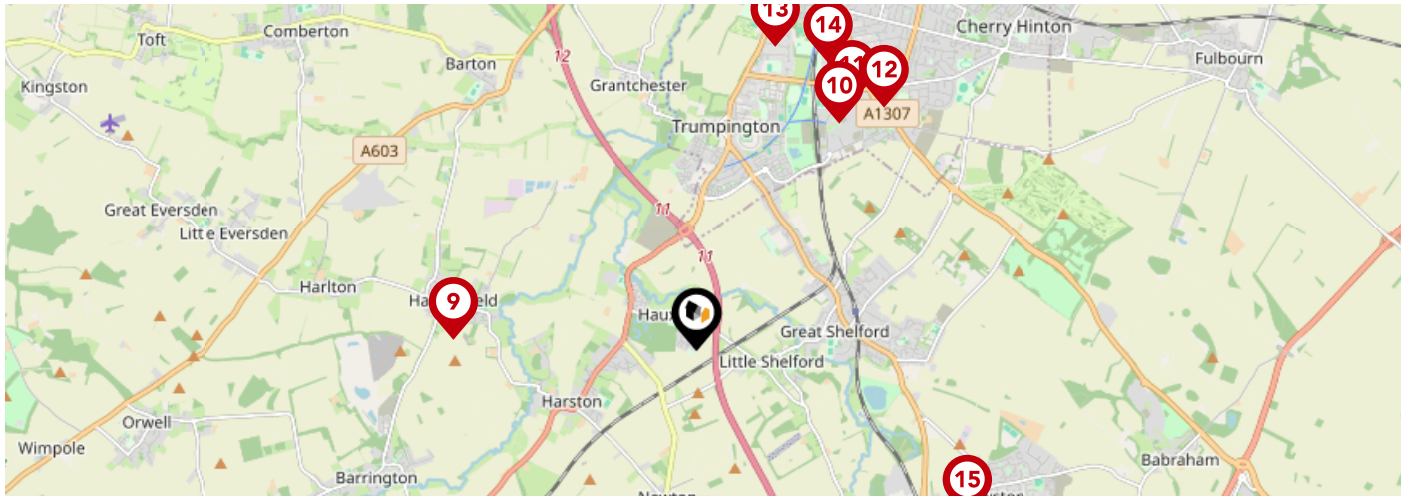 13
14
Toft
Comberton
Cherry Hinton
12
Barton
Fulbourn
Kingston
Grantchester
11
12
10
A1307
Trumpington
A603
Great Eversden
11
Little Eversden
11
Harlton
9
Great Shelford
Little Shelford
Harston
Orwell
Wimpole
Babraham
Barrington
15